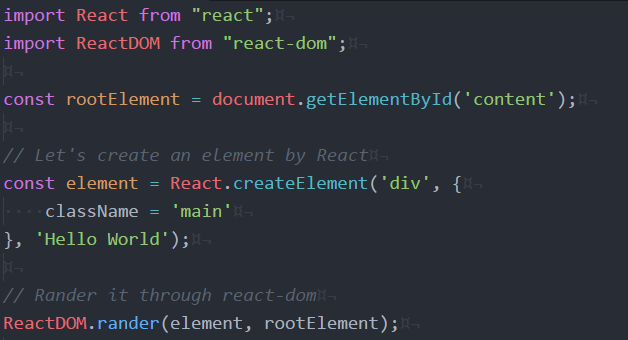 import React from "react";
import ReactDOM from "react-dom";
const rootElement = document.getElementById('content');
// Let's create an element by React
const element = React.createElement('div', {
    className = 'main'
}, 'Hello World');
// Rander it through react-dom
ReactDOM.rander(element, rootElement);